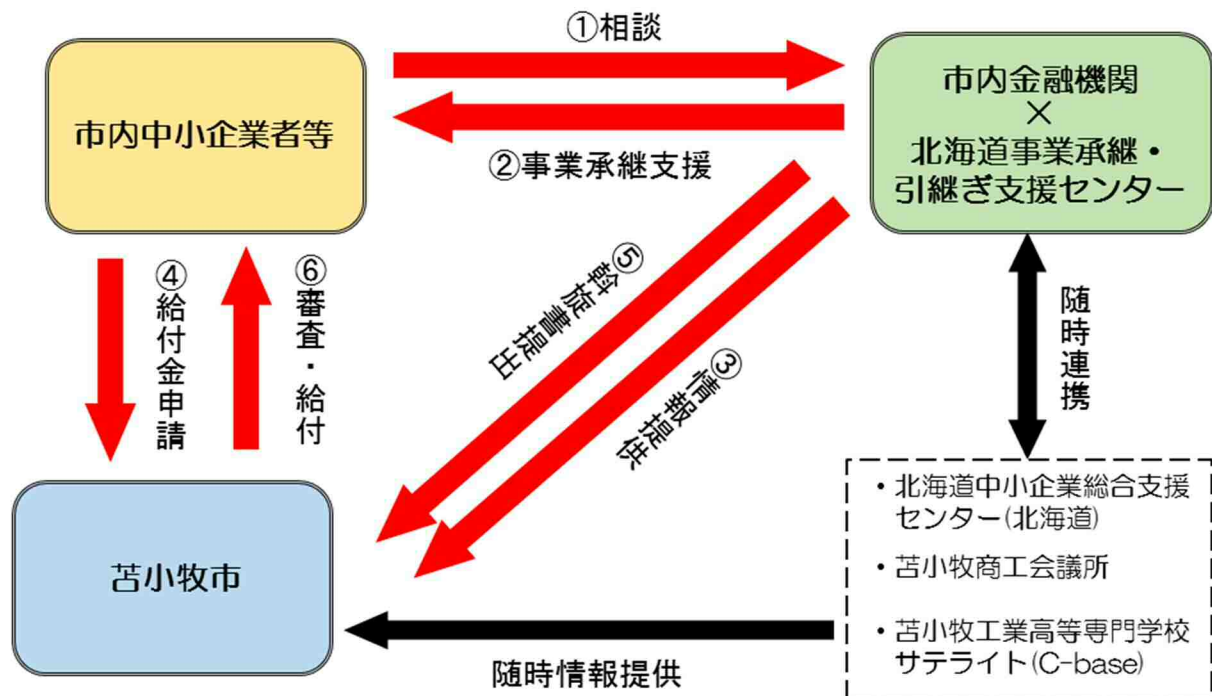 ①相談
市内中小企業者等
市内金融機関
×
北海道事業承継・
引継ぎ支援センター
②事業承継支援
⑤斡旋書提出
③情報提供
④給付金申請
⑥審査・給付
随時連携
苫小牧市
・北海道中小企業総合支援
センター(北海道)
・苫小牧商工会議所
・苫小牧工業高等専門学校
サテライト(C-base)
随時情報提供